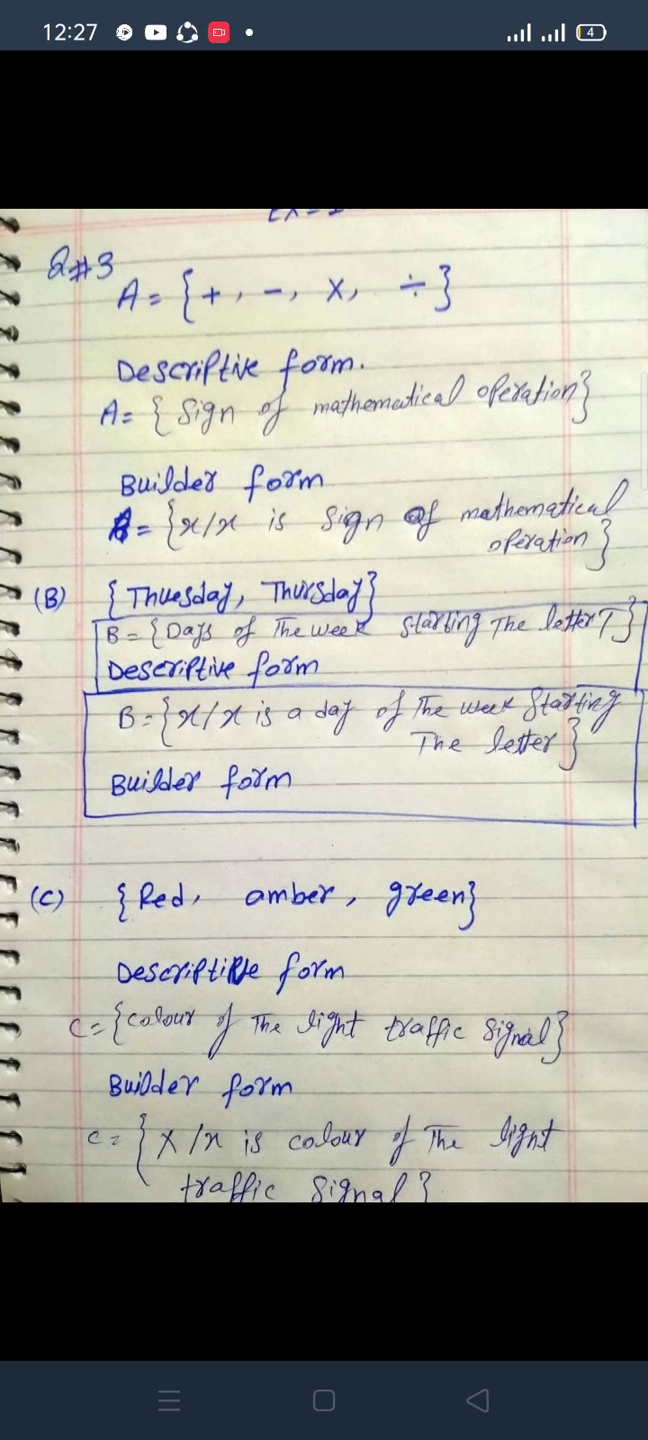 12:27
4
Q#3
A = { +, -, ×, ÷ }
Descriptive form.
A = { Sign of mathematical operation }
Builder form
B = { x/x is Sign of mathematical
operation }
(B) { Thuesday, Thursday }
B = { Days of The week Starting The letter T }
Descriptive form
B = { x/x is a day of The week Starting
The letter }
Builder form
(C) { Red, amber, green }
Descriptive form
C = { colour of The light traffic Signal }
Builder form
C = { X/x is colour of The light
traffic Signal }